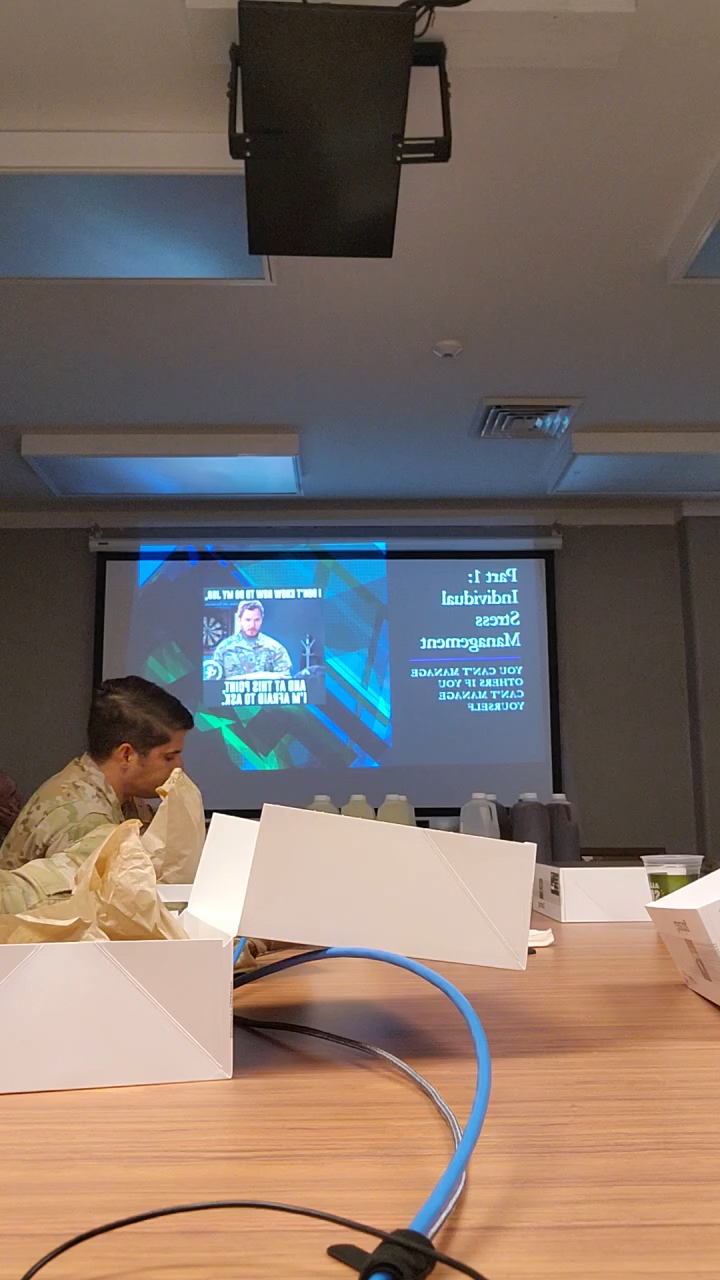 Part 1:
Individual
Stress
Management
YOU CAN'T MANAGE
OTHERS IF YOU
CAN'T MANAGE
YOURSELF
I DON'T KNOW HOW TO DO MY JOB,
AND AT THIS POINT
I'M AFRAID TO ASK.